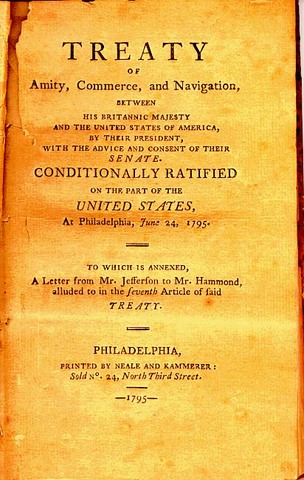 TREATY
OF
Amity, Commerce, and Navigation,
BETWEEN
HIS BRITANNIC MAJESTY
AND THE UNITED STATES OF AMERICA,
BY THEIR PRESIDENT,
WITH THE ADVICE AND CONSENT OF THEIR
SENATE.
CONDITIONALLY RATIFIED
ON THE PART OF THE
UNITED STATES,
At Philadelphia, June 24, 1795.
TO WHICH IS ANNEXED,
A Letter from Mr. Jefferson to Mr. Hammond,
alluded to in the ſeventh Article of ſaid
TREATY.
PHILADELPHIA,
PRINTED BY NEALE AND KAMMERER:
Sold No. 24, North Third Street.
—1795—